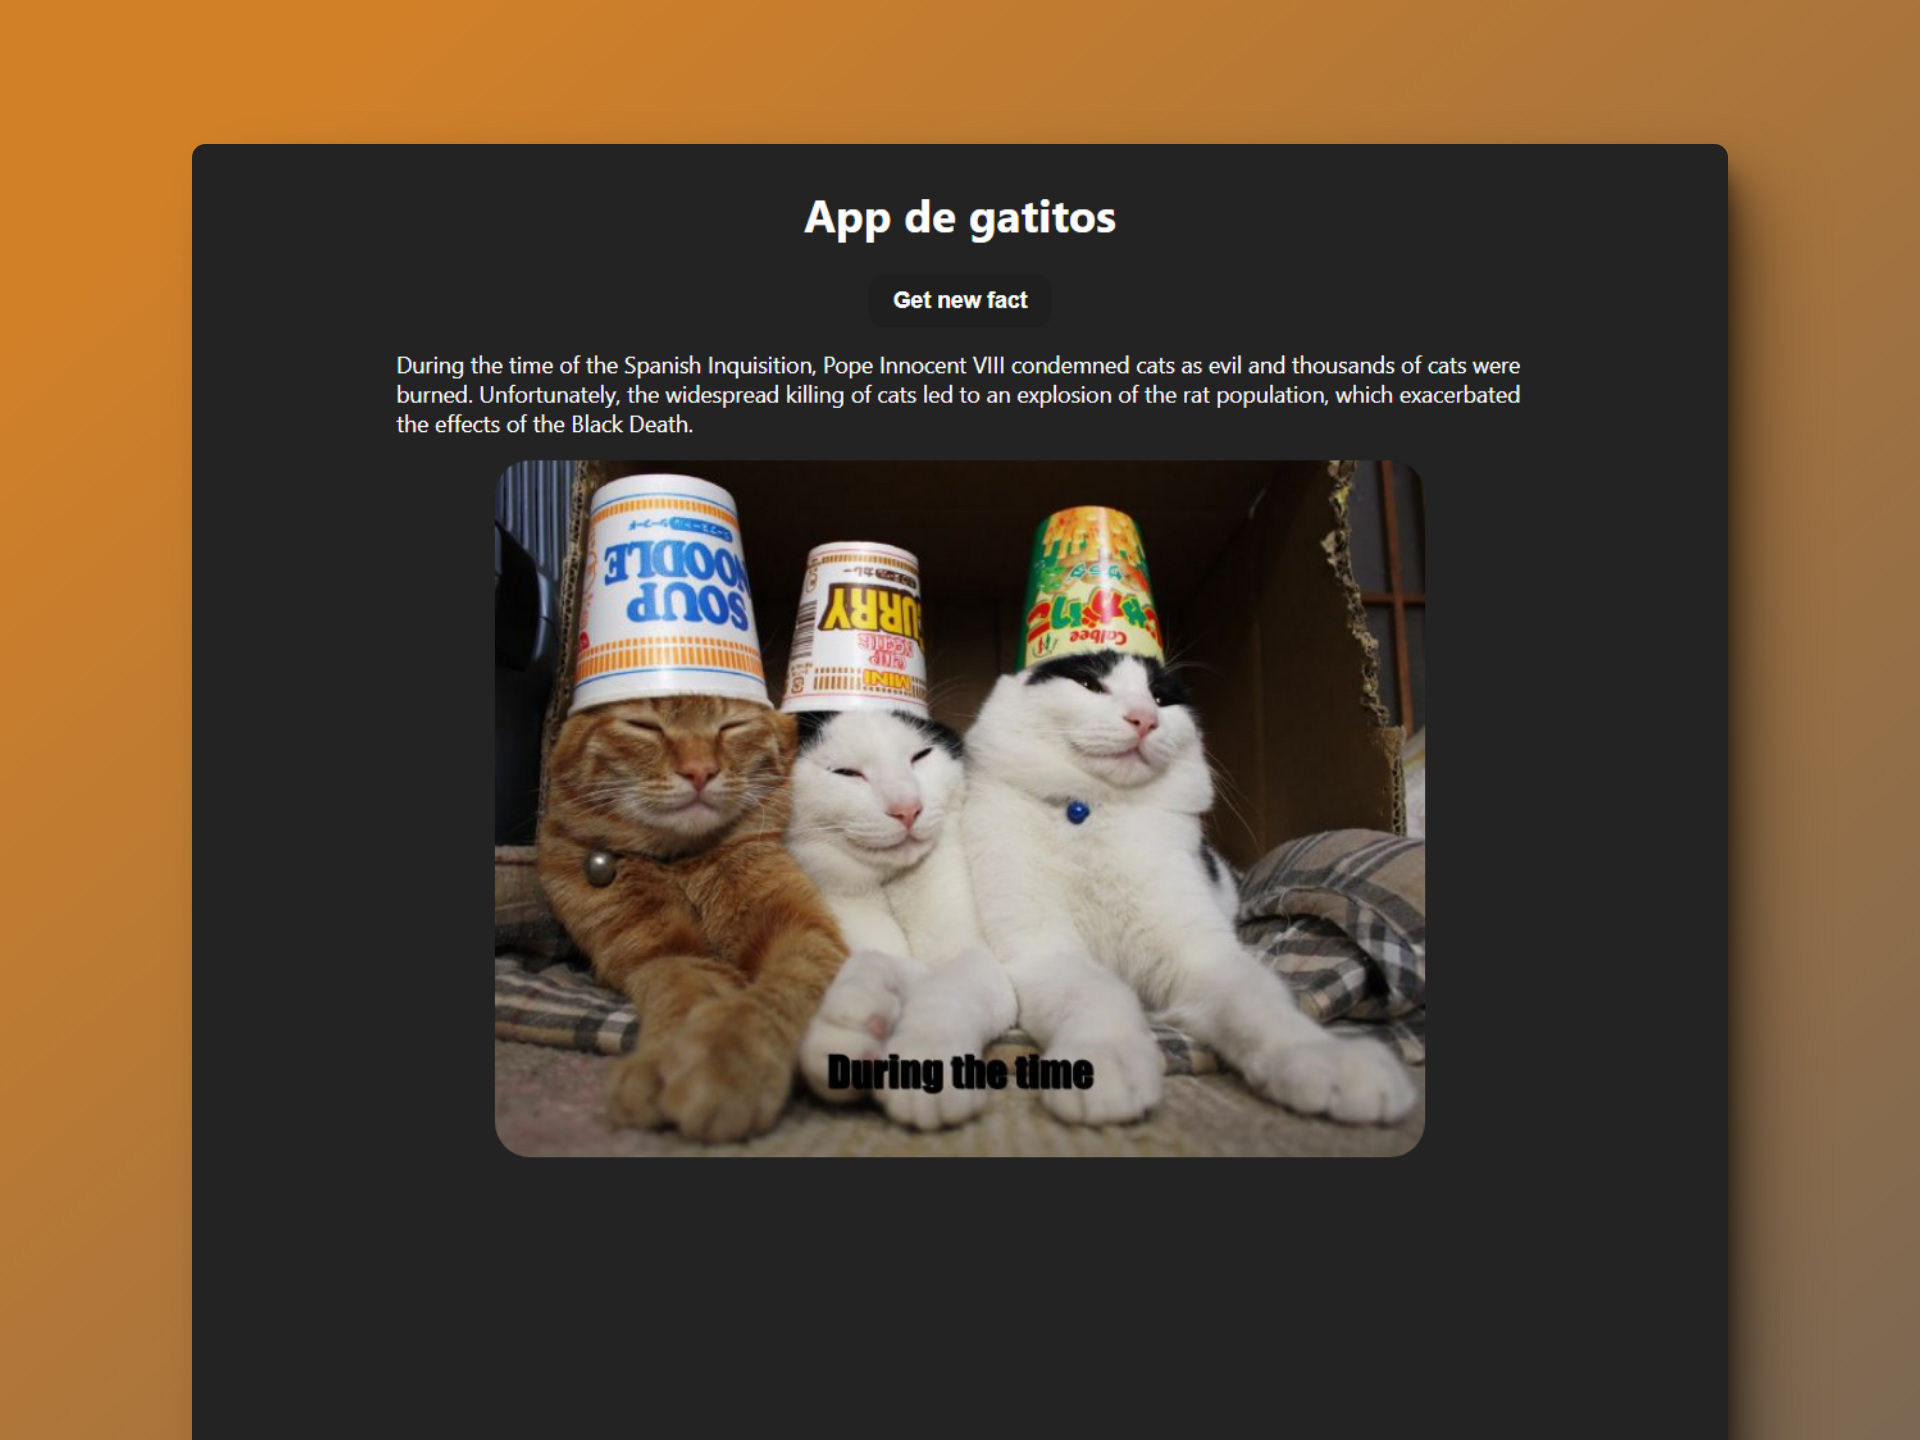 App de gatitos
Get new fact
During the time of the Spanish Inquisition, Pope Innocent VIII condemned cats as evil and thousands of cats were
burned. Unfortunately, the widespread killing of cats led to an explosion of the rat population, which exacerbated
the effects of the Black Death.
SOUP
NOODLE
MINI
CUP
URRY
Calbee
During the time